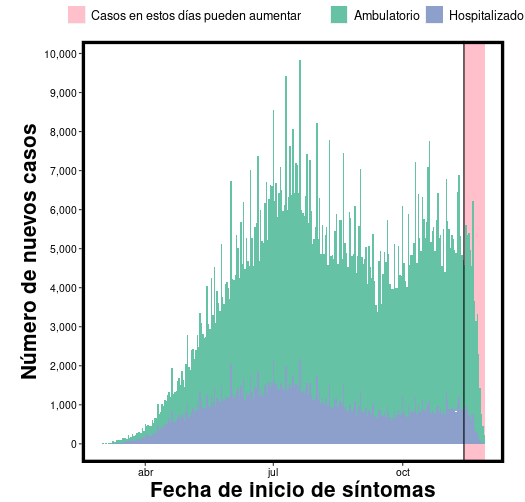 Casos en estos días pueden aumentar Ambulatorio Hospitalizado
10,000
9,000
8,000
7,000
6,000
5,000
4,000
3,000
2,000
1,000
0
Número de nuevos casos
abr jul oct
Fecha de inicio de síntomas